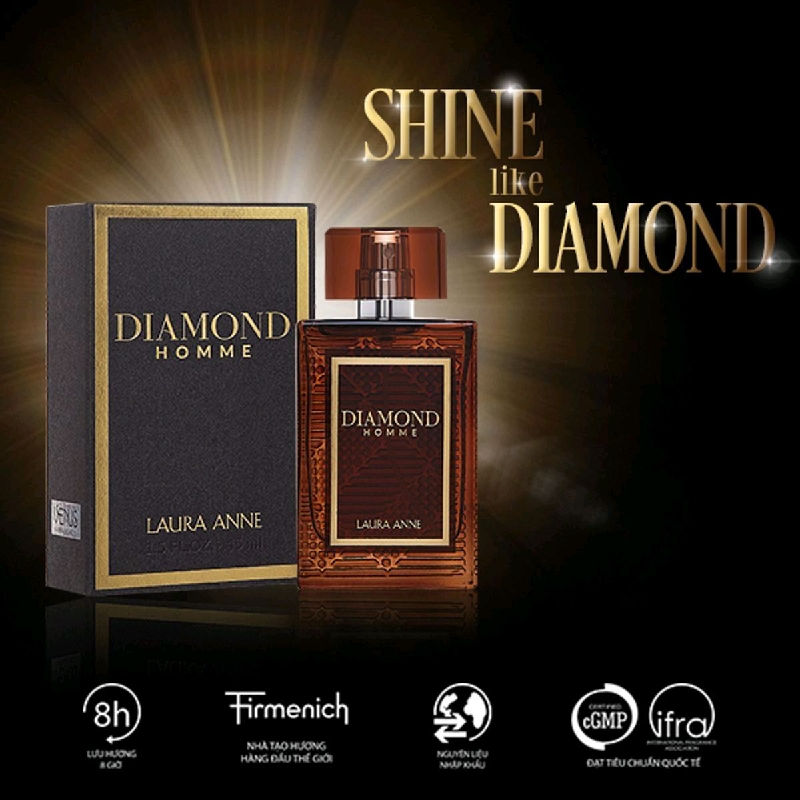 SHINE
like
DIAMOND
DIAMOND
HOMME
LAURA ANNE
VENUS
DIAMOND
HOMME
LAURA ANNE
8h
LƯU HƯƠNG
8 GIỜ
Firmenich
NHÀ TẠO HƯƠNG
HÀNG ĐẦU THẾ GIỚI
NGUYÊN LIỆU
NHẬP KHẨU
CERTIFIED
cGMP
ifra
INTERNATIONAL FRAGRANCE
ASSOCIATION
ĐẠT TIÊU CHUẨN QUỐC TẾ